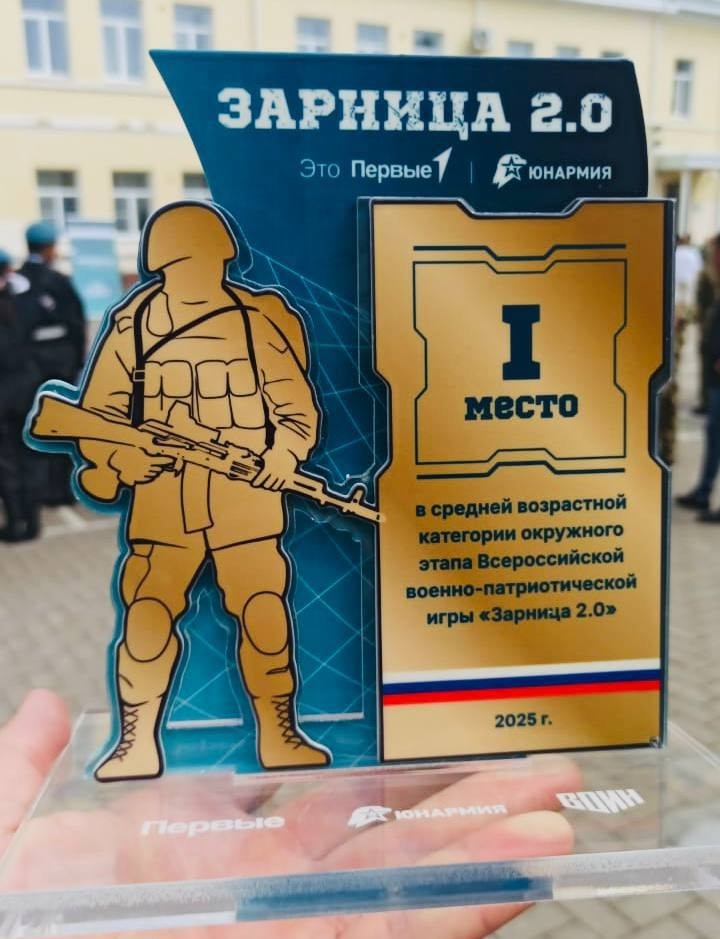 ЗАРНИЦА 2.0
Это Первые | ЮНАРМИЯ
I
место
в средней возрастной
категории окружного
этапа Всероссийской
военно-патриотической
игры «Зарница 2.0»
2025 г.
Первые ЮНАРМИЯ